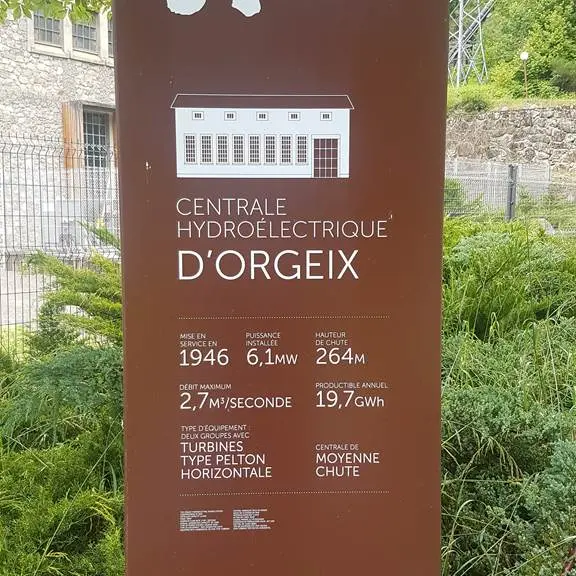 CENTRALE
HYDROÉLECTRIQUE
D'ORGEIX
MISE EN
SERVICE EN
1946
PUISSANCE
INSTALLÉE
6,1MW
HAUTEUR
DE CHUTE
264M
DÉBIT MAXIMUM
2,7M³/SECONDE
PRODUCTIBLE ANNUEL
19,7GWh
TYPE D'ÉQUIPEMENT :
DEUX GROUPES AVEC
TURBINES
TYPE PELTON
HORIZONTALE
CENTRALE DE
MOYENNE
CHUTE